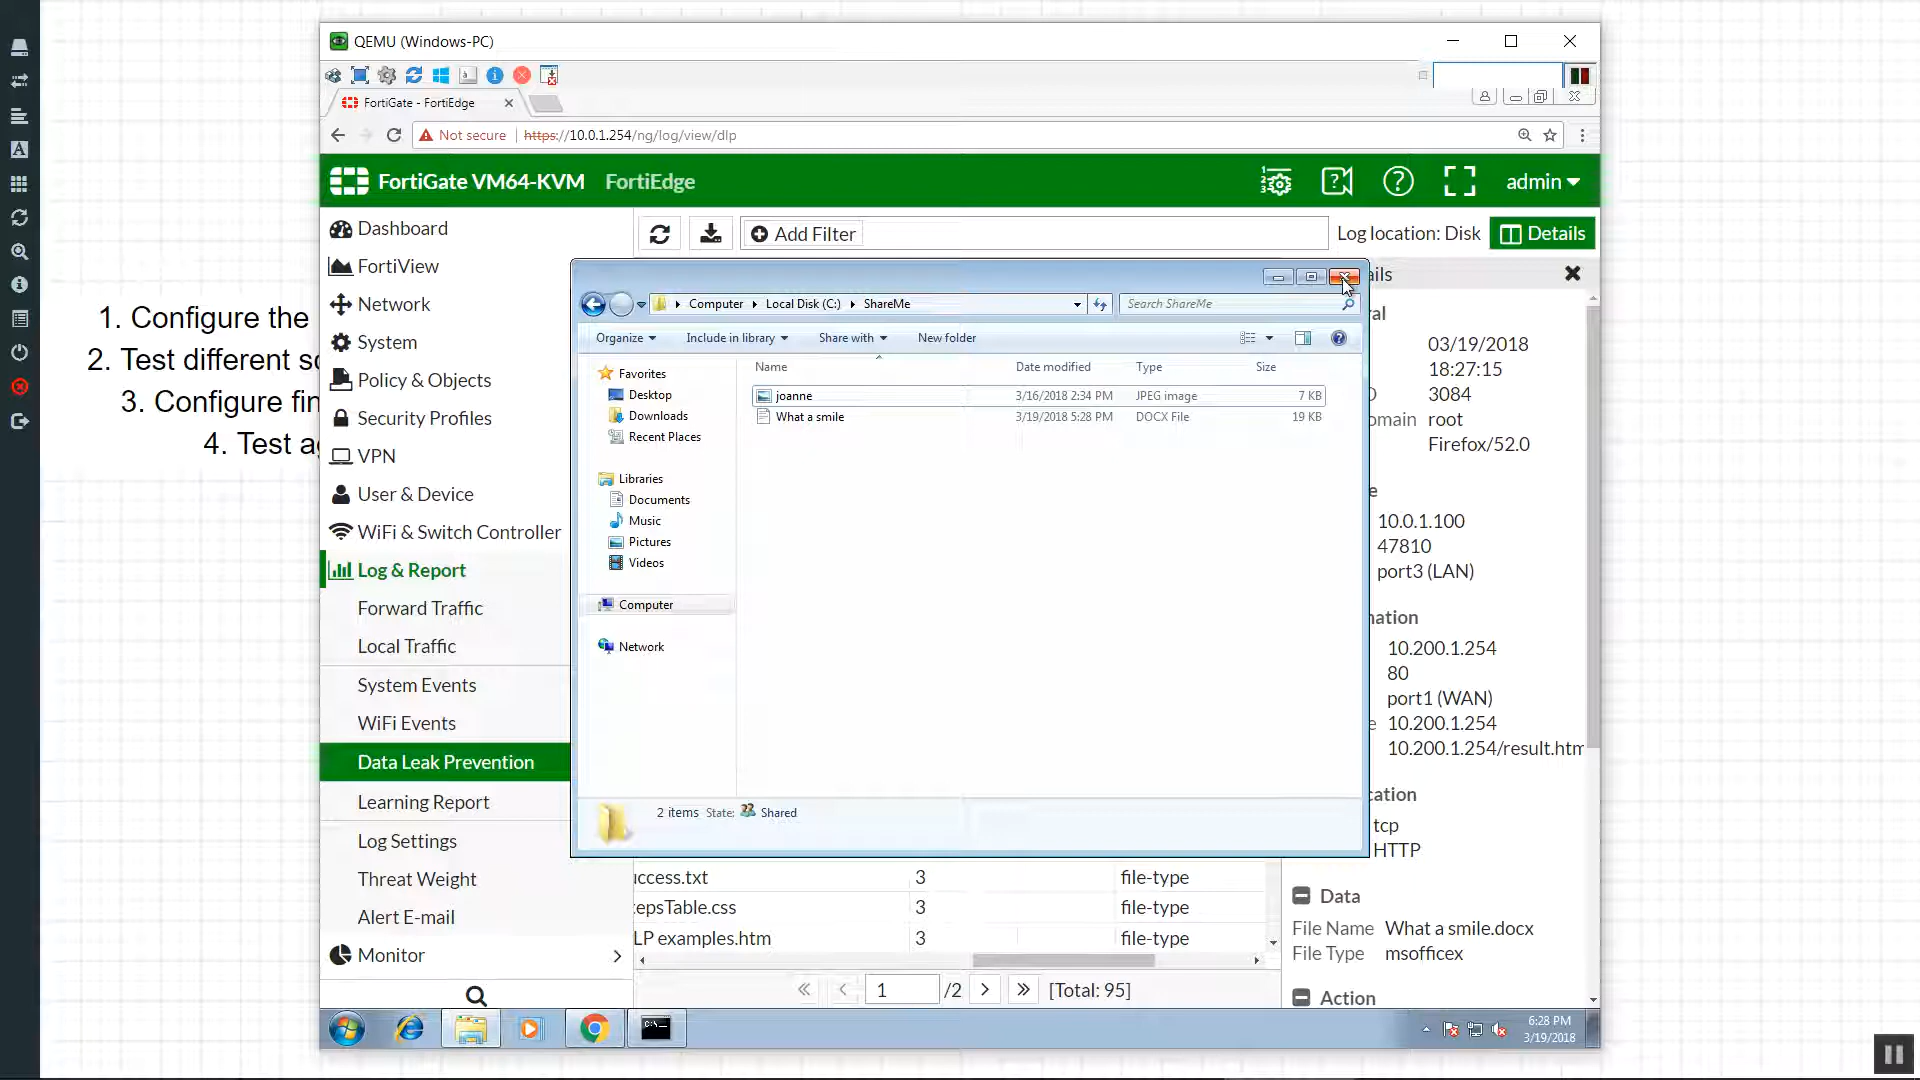 QEMU (Windows-PC)
FortiGate - FortiEdge
Not secure
https://10.0.1.254/ng/log/view/dlp
FortiGate VM64-KVM
FortiEdge
admin
1. Configure the
2. Test different
3. Configure
4. Test
Dashboard
FortiView
Network
System
Policy & Objects
Security Profiles
VPN
User & Device
WiFi & Switch Controller
Log & Report
Forward Traffic
Local Traffic
System Events
WiFi Events
Data Leak Prevention
Learning Report
Log Settings
Threat Weight
Alert E-mail
Monitor
Add Filter
Log location: Disk
Details
Computer
Local Disk (C:)
ShareMe
Search ShareMe
Organize
Include in library
Share with
New folder
Favorites
Desktop
Downloads
Recent Places
Libraries
Documents
Music
Pictures
Videos
Computer
Network
Name Date modified Type Size
joanne 3/16/2018 2:34 PM JPEG image 7 KB
What a smile 3/19/2018 5:28 PM DOCX File 19 KB
2 items State: Shared
ails
ral
03/19/2018
18:27:15
3084
omain root
Firefox/52.0
10.0.1.100
47810
port3 (LAN)
nation
10.200.1.254
80
port1 (WAN)
10.200.1.254
10.200.1.254/result.htm
cation
tcp
HTTP
Data
File Name What a smile.docx
File Type msofficex
Action
uccess.txt 3 file-type
epsTable.css 3 file-type
LP examples.htm 3 file-type
1 /2 [Total: 95]
6:28 PM
3/19/2018